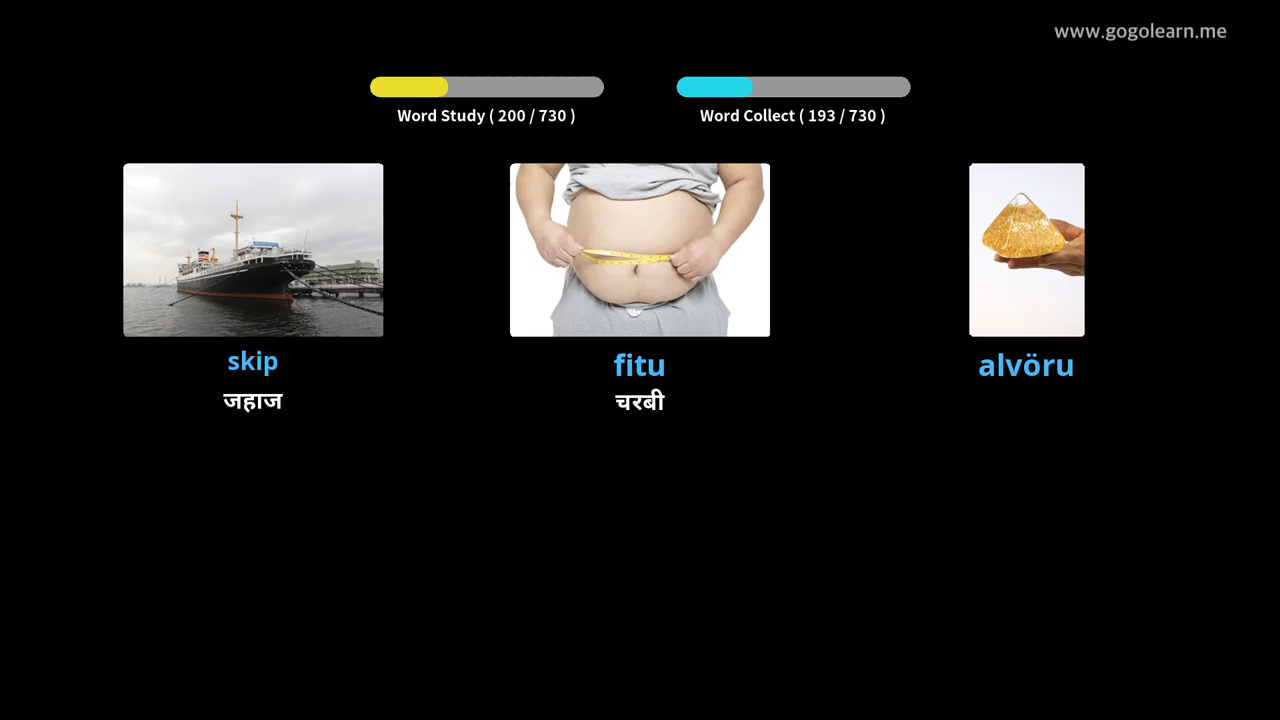 www.gogolearn.me
Word Study ( 200 / 730 )
Word Collect ( 193 / 730 )
skip
fitu
alvöru
जहाज
चरबी